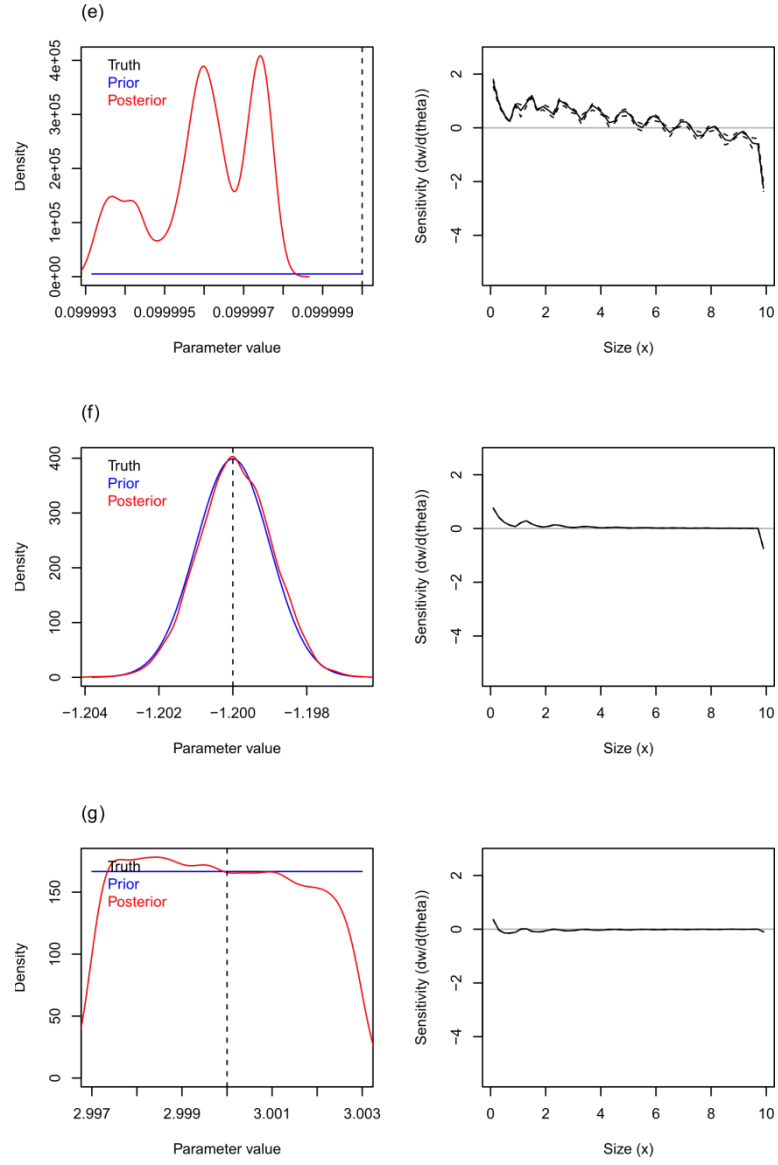 (e)
Truth
Prior
Posterior
Density
0e+00 1e+05 2e+05 3e+05 4e+05
0.099993 0.099995 0.099997 0.099999
Parameter value
Sensitivity (dw/d(theta))
−4 −2 0 2
0 2 4 6 8 10
Size (x)
(f)
Truth
Prior
Posterior
Density
0 100 200 300 400
−1.204 −1.202 −1.200 −1.198
Parameter value
Sensitivity (dw/d(theta))
−4 −2 0 2
0 2 4 6 8 10
Size (x)
(g)
Truth
Prior
Posterior
Density
0 50 100 150
2.997 2.999 3.001 3.003
Parameter value
Sensitivity (dw/d(theta))
−4 −2 0 2
0 2 4 6 8 10
Size (x)